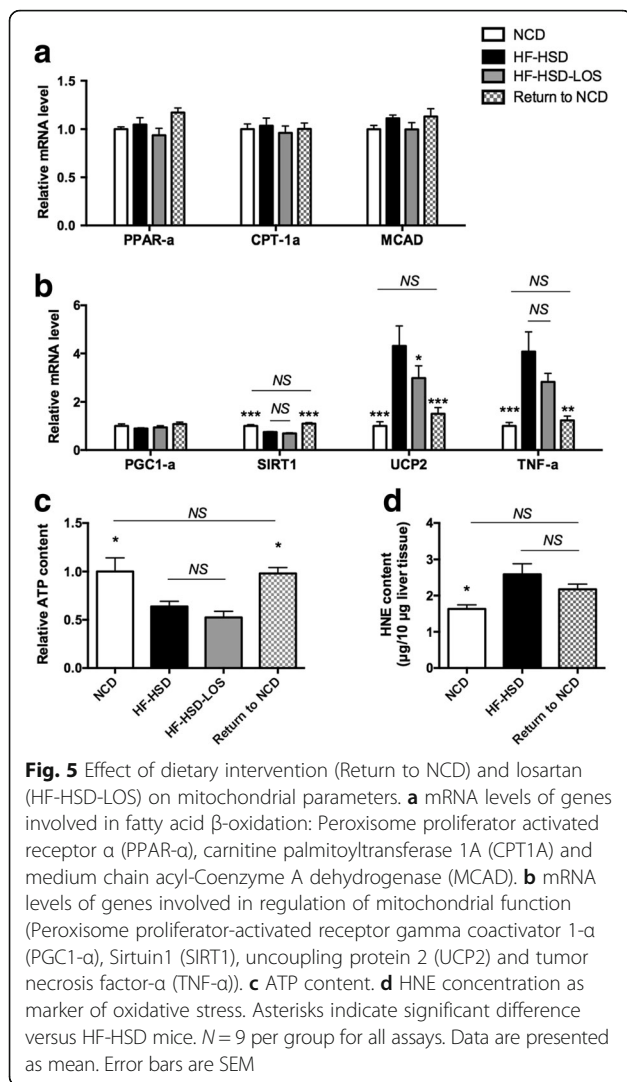 a
NCD
HF-HSD
HF-HSD-LOS
Return to NCD
Relative mRNA level
1.5
1.0
0.5
0.0
PPAR-a CPT-1a MCAD
b
Relative mRNA level
6
4
2
0
NS NS
NS
NS NS
*** *** *** * *** *** **
PGC1-a SIRT1 UCP2 TNF-a
c
Relative ATP content
1.5
1.0
0.5
0.0
NS
* *
NS
NCD HF-HSD HF-HSD-LOS Return to NCD
d
HNE content
(µg/10 µg liver tissue)
4
3
2
1
0
NS
NS
*
NCD HF-HSD Return to NCD
Fig. 5 Effect of dietary intervention (Return to NCD) and losartan
(HF-HSD-LOS) on mitochondrial parameters. a mRNA levels of genes
involved in fatty acid β-oxidation: Peroxisome proliferator activated
receptor α (PPAR-α), carnitine palmitoyltransferase 1A (CPT1A) and
medium chain acyl-Coenzyme A dehydrogenase (MCAD). b mRNA
levels of genes involved in regulation of mitochondrial function
(Peroxisome proliferator-activated receptor gamma coactivator 1-α
(PGC1-α), Sirtuin1 (SIRT1), uncoupling protein 2 (UCP2) and tumor
necrosis factor-α (TNF-α)). c ATP content. d HNE concentration as
marker of oxidative stress. Asterisks indicate significant difference
versus HF-HSD mice. N = 9 per group for all assays. Data are presented
as mean. Error bars are SEM